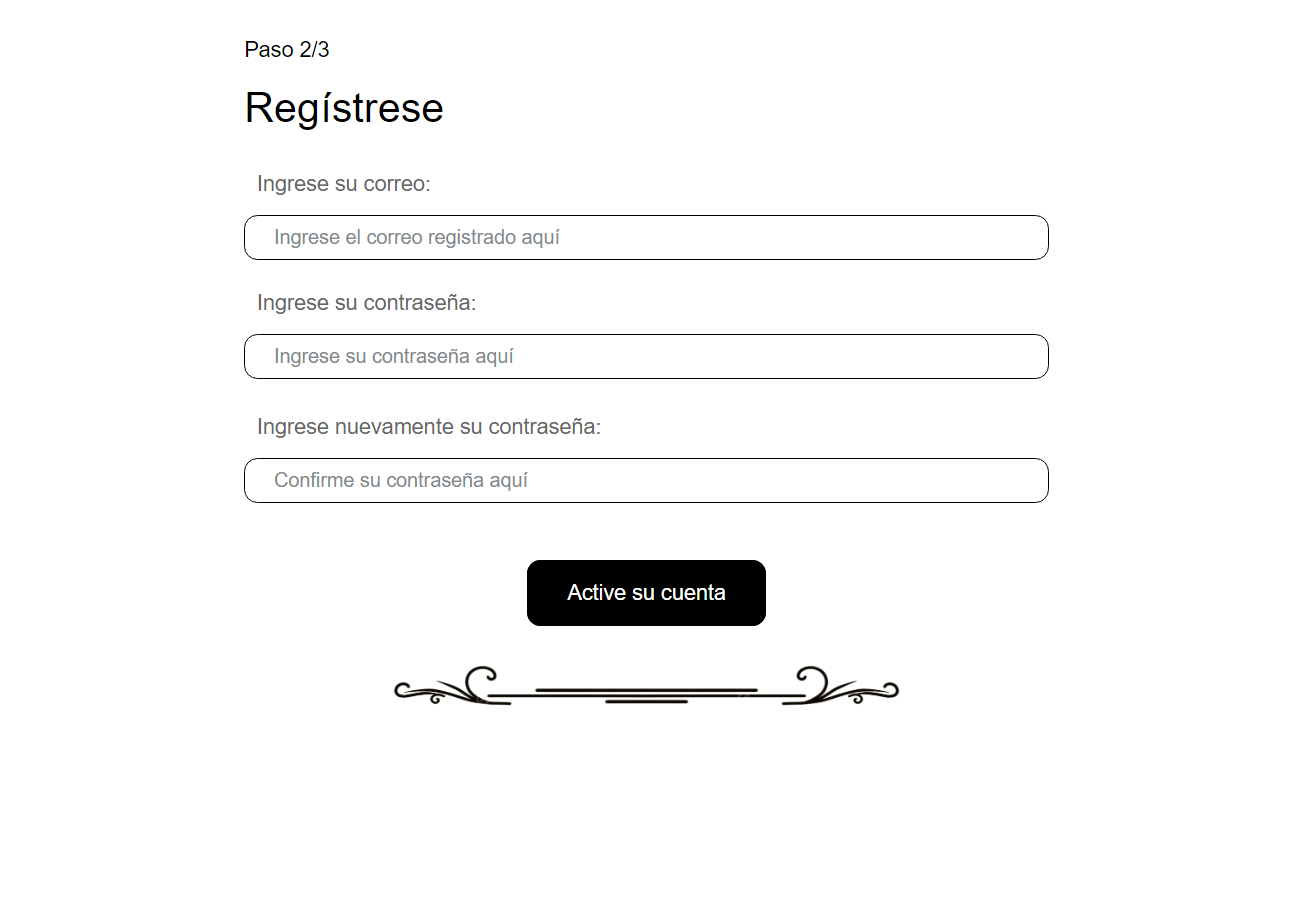 Paso 2/3
Regístrese
Ingrese su correo:
Ingrese el correo registrado aquí
Ingrese su contraseña:
Ingrese su contraseña aquí
Ingrese nuevamente su contraseña:
Confirme su contraseña aquí
Active su cuenta